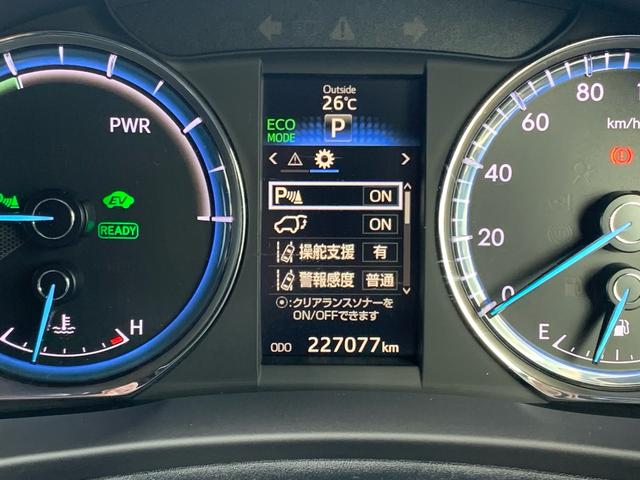 Outside
26℃
ECO
MODE
P
PWR
P
ON
ON
操舵支援 有
警報感度 普通
⦿:クリアランスソナーを
ON/OFFできます
ODO 227077 km
EV
READY
H
80
60
40
20
0
km/h
E